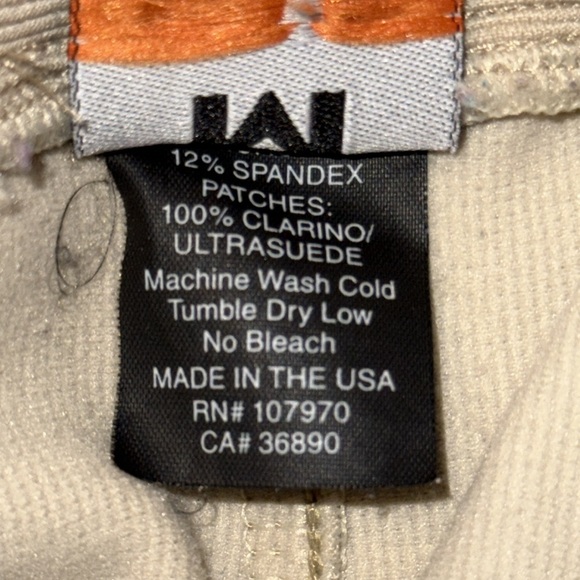 12% SPANDEX
PATCHES:
100% CLARINO/
ULTRASUEDE
Machine Wash Cold
Tumble Dry Low
No Bleach
MADE IN THE USA
RN# 107970
CA# 36890